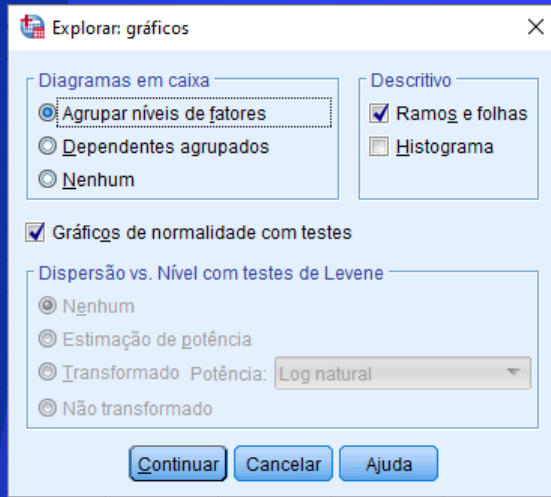 Explorar: gráficos
Diagramas em caixa
Agrupar níveis de fatores
Dependentes agrupados
Nenhum
Descritivo
Ramos e folhas
Histograma
Gráficos de normalidade com testes
Dispersão vs. Nível com testes de Levene
Nenhum
Estimação de potência
Transformado Potência: Log natural
Não transformado
Continuar Cancelar Ajuda